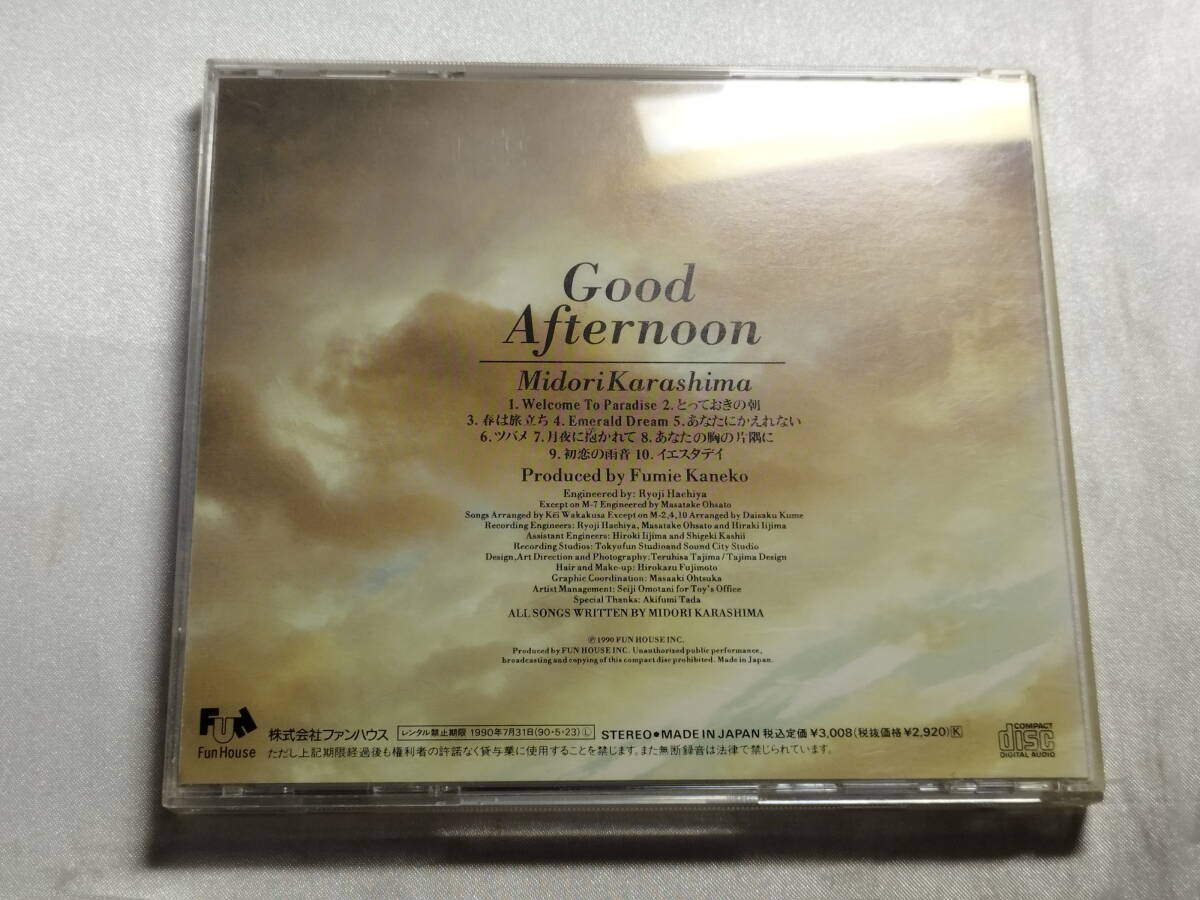 Good
Afternoon
Midori Karashima
1. Welcome To Paradise 2. とっておきの朝
3. 春は旅立ち 4. Emerald Dream 5. あなたにかえれない
6. ツバメ 7. 月夜に抱かれて 8. あなたの胸の片隅に
9. 初恋の雨音 10. イエスタデイ
Produced by Fumie Kaneko
Engineered by: Ryoji Hachiya
Except on M-7 Engineered by Masatake Ohsato
Songs Arranged by Kei Wakakusa Except on M-2,4,10 Arranged by Daisaku Kume
Recording Engineers: Ryoji Hachiya, Masatake Ohsato and Hiraki Iijima
Assistant Engineers: Hiroki Iijima and Shigeki Kashii
Recording Studios: Tokyufun Studioand Sound City Studio
Design, Art Direction and Photography: Teruhisa Tajima / Tajima Design
Hair and Make-up: Hirokazu Fujimoto
Graphic Coordination: Masaaki Ohtsuka
Artist Management: Seiji Omotani for Toy's Office
Special Thanks: Akifumi Tada
ALL SONGS WRITTEN BY MIDORI KARASHIMA
Ⓟ1990 FUN HOUSE INC.
Produced by FUN HOUSE INC. Unauthorized public performance,
broadcasting and copying of this compact disc prohibited. Made in Japan.
FUN
Fun House
株式会社ファンハウス レンタル禁止期限 1990年7月31日(90・5・23)Ⓛ STEREO●MADE IN JAPAN 税込定価 ¥3,008(税抜価格 ¥2,920)K
ただし上記期限経過後も権利者の許諾なく貸与業に使用することを禁じます。また無断録音は法律で禁じられています。
COMPACT
disc
DIGITAL AUDIO